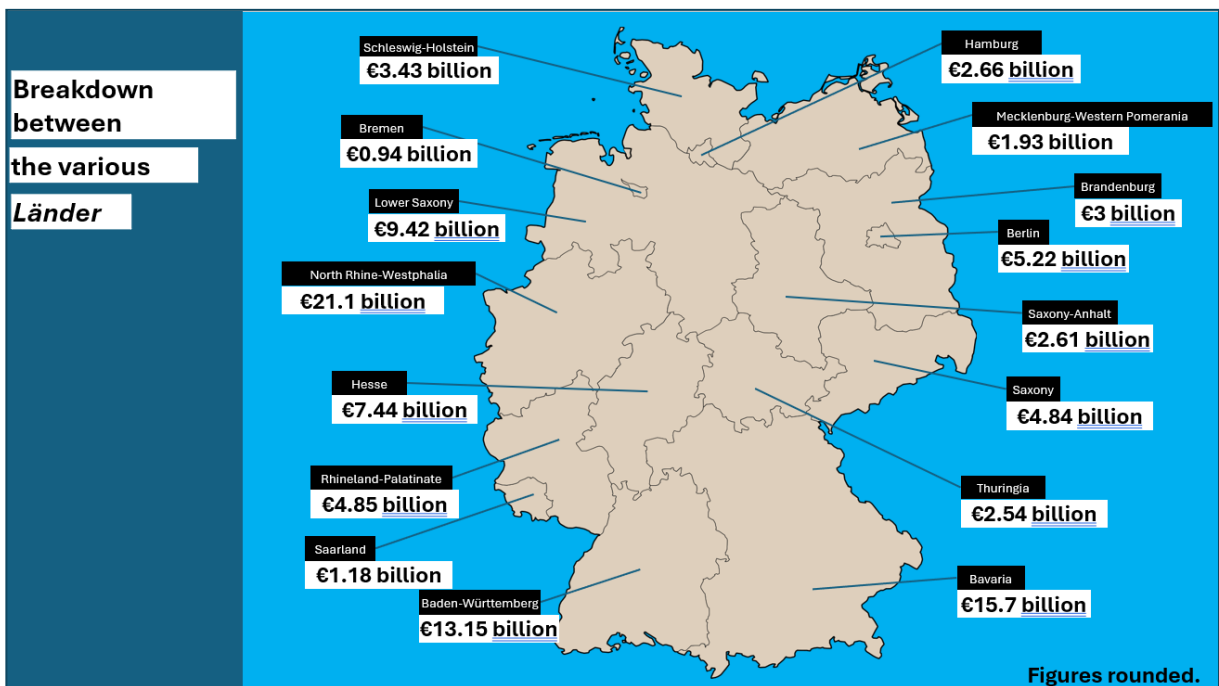 Breakdown
between
the various
Länder
Schleswig-Holstein
€3.43 billion
Hamburg
€2.66 billion
Bremen
€0.94 billion
Mecklenburg-Western Pomerania
€1.93 billion
Lower Saxony
€9.42 billion
Brandenburg
€3 billion
Berlin
€5.22 billion
North Rhine-Westphalia
€21.1 billion
Saxony-Anhalt
€2.61 billion
Hesse
€7.44 billion
Saxony
€4.84 billion
Rhineland-Palatinate
€4.85 billion
Thuringia
€2.54 billion
Saarland
€1.18 billion
Baden-Württemberg
€13.15 billion
Bavaria
€15.7 billion
Figures rounded.